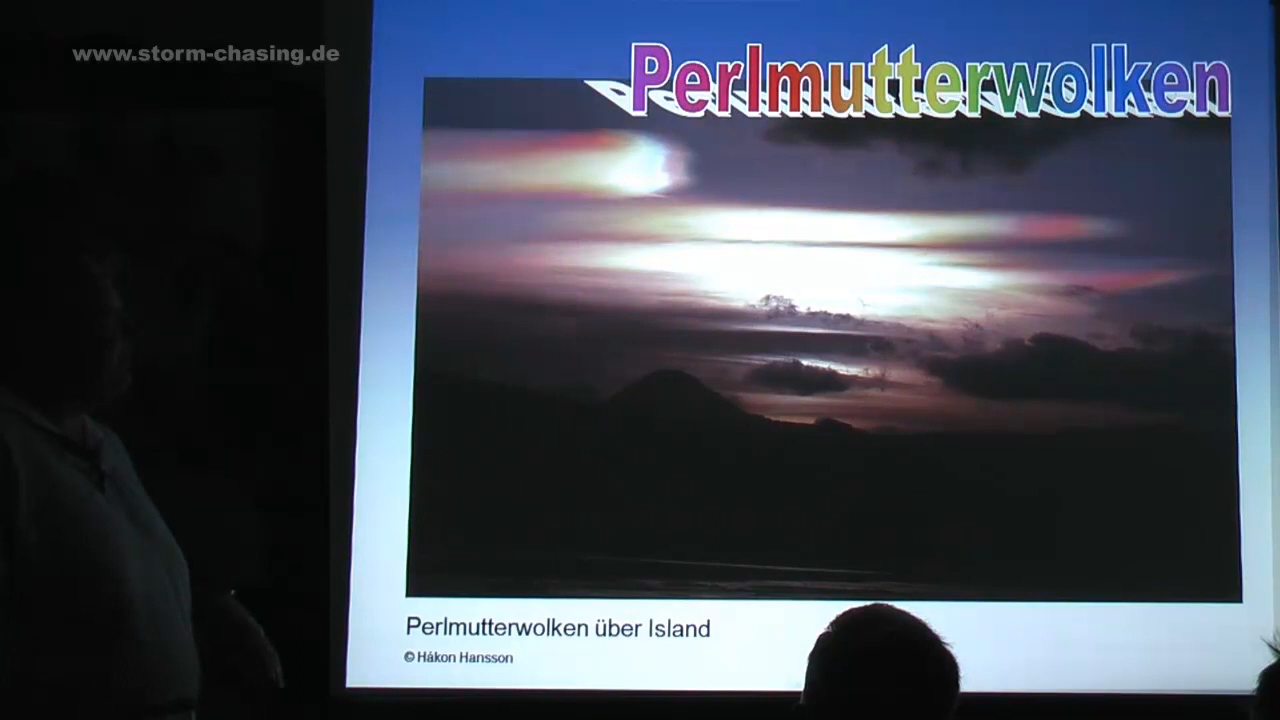 www.storm-chasing.de
Perlmutterwolken
Perlmutterwolken über Island
© Håkon Hansson